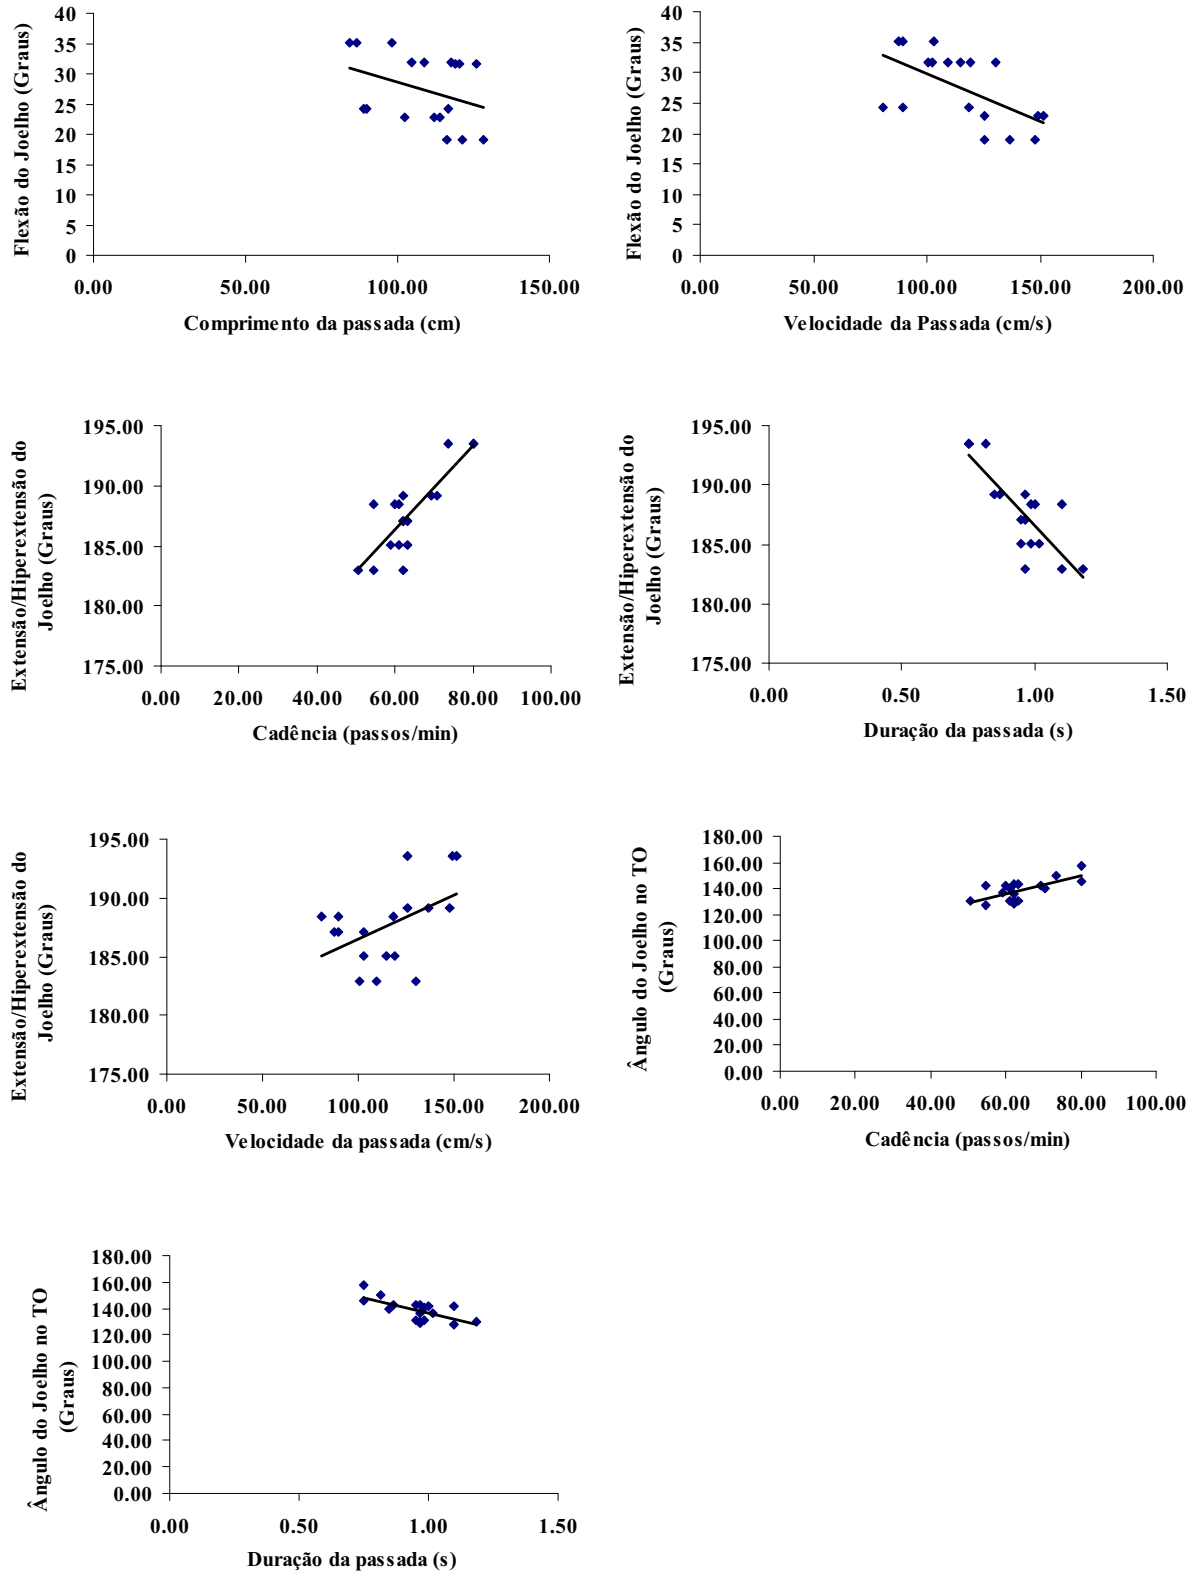 40
35
30
25
20
15
10
5
0
Flexão do Joelho (Graus)
0.00 50.00 100.00 150.00
Comprimento da passada (cm)
40
35
30
25
20
15
10
5
0
Flexão do Joelho (Graus)
0.00 50.00 100.00 150.00 200.00
Velocidade da Passada (cm/s)
195.00
190.00
185.00
180.00
175.00
Extensão/Hiperextensão do
Joelho (Graus)
0.00 20.00 40.00 60.00 80.00 100.00
Cadência (passos/min)
195.00
190.00
185.00
180.00
175.00
Extensão/Hiperextensão do
Joelho (Graus)
0.00 0.50 1.00 1.50
Duração da passada (s)
195.00
190.00
185.00
180.00
175.00
Extensão/Hiperextensão do
Joelho (Graus)
0.00 50.00 100.00 150.00 200.00
Velocidade da passada (cm/s)
180.00
160.00
140.00
120.00
100.00
80.00
60.00
40.00
20.00
0.00
Ângulo do Joelho no TO
(Graus)
0.00 20.00 40.00 60.00 80.00 100.00
Cadência (passos/min)
180.00
160.00
140.00
120.00
100.00
80.00
60.00
40.00
20.00
0.00
Ângulo do Joelho no TO
(Graus)
0.00 0.50 1.00 1.50
Duração da passada (s)